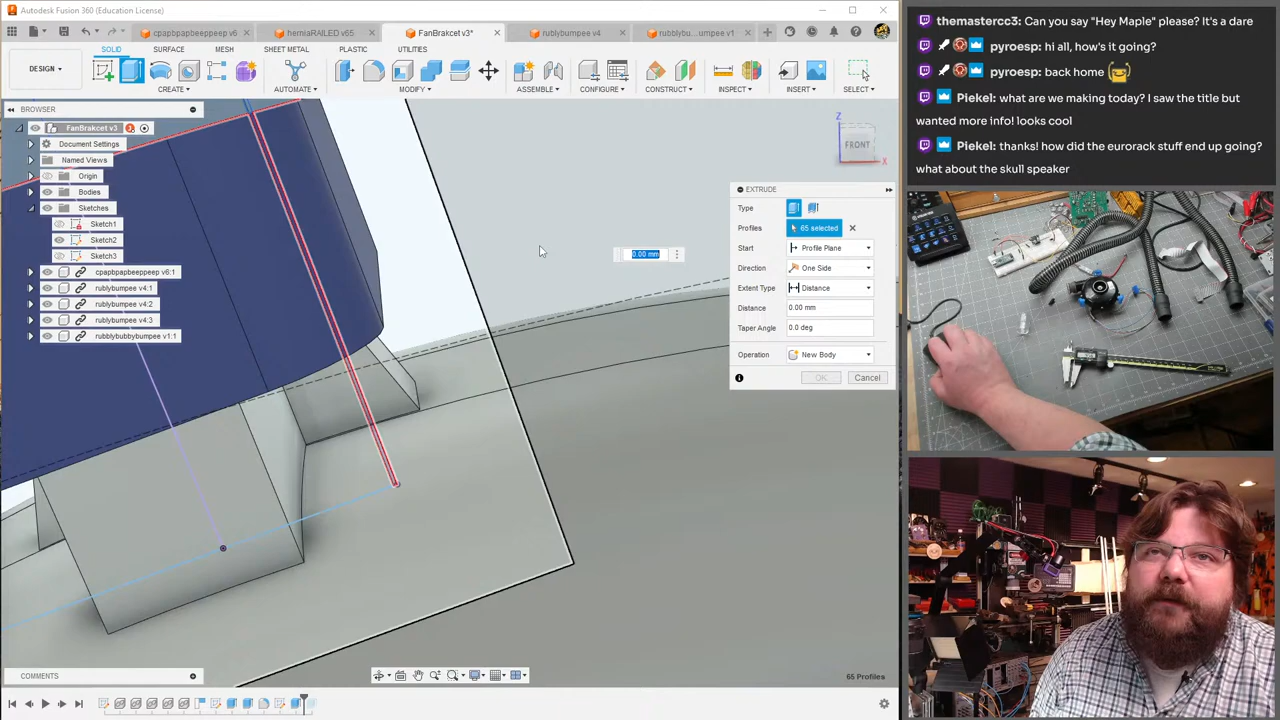 Autodesk Fusion 360 (Education License)
cpapbpapbeeppeep v6
herniaRAILED v65
FanBrakcet v3*
rublybumpee v4
rubblybu...umpee v1
SOLID
SURFACE
MESH
SHEET METAL
PLASTIC
UTILITIES
DESIGN
CREATE
AUTOMATE
MODIFY
ASSEMBLE
CONFIGURE
CONSTRUCT
INSPECT
INSERT
SELECT
BROWSER
FanBrakcet v3
Document Settings
Named Views
Origin
Bodies
Sketches
Sketch1
Sketch2
Sketch3
cpapbpapbeeppeep v6:1
rublybumpee v4:1
rublybumpee v4:2
rublybumpee v4:3
rubblybubbybumpee v1:1
Z
FRONT
X
0.00 mm
EXTRUDE
Type
Profiles 65 selected
Start Profile Plane
Direction One Side
Extent Type Distance
Distance 0.00 mm
Taper Angle 0.0 deg
Operation New Body
OK Cancel
COMMENTS
65 Profiles
themastercc3: Can you say "Hey Maple" please? It's a
dare
pyroesp: hi all, how's it going?
pyroesp: back home
Piekel: what are we making today? I saw the title but
wanted more info! looks cool
Piekel: thanks! how did the eurorack stuff end up going?
what about the skull speaker